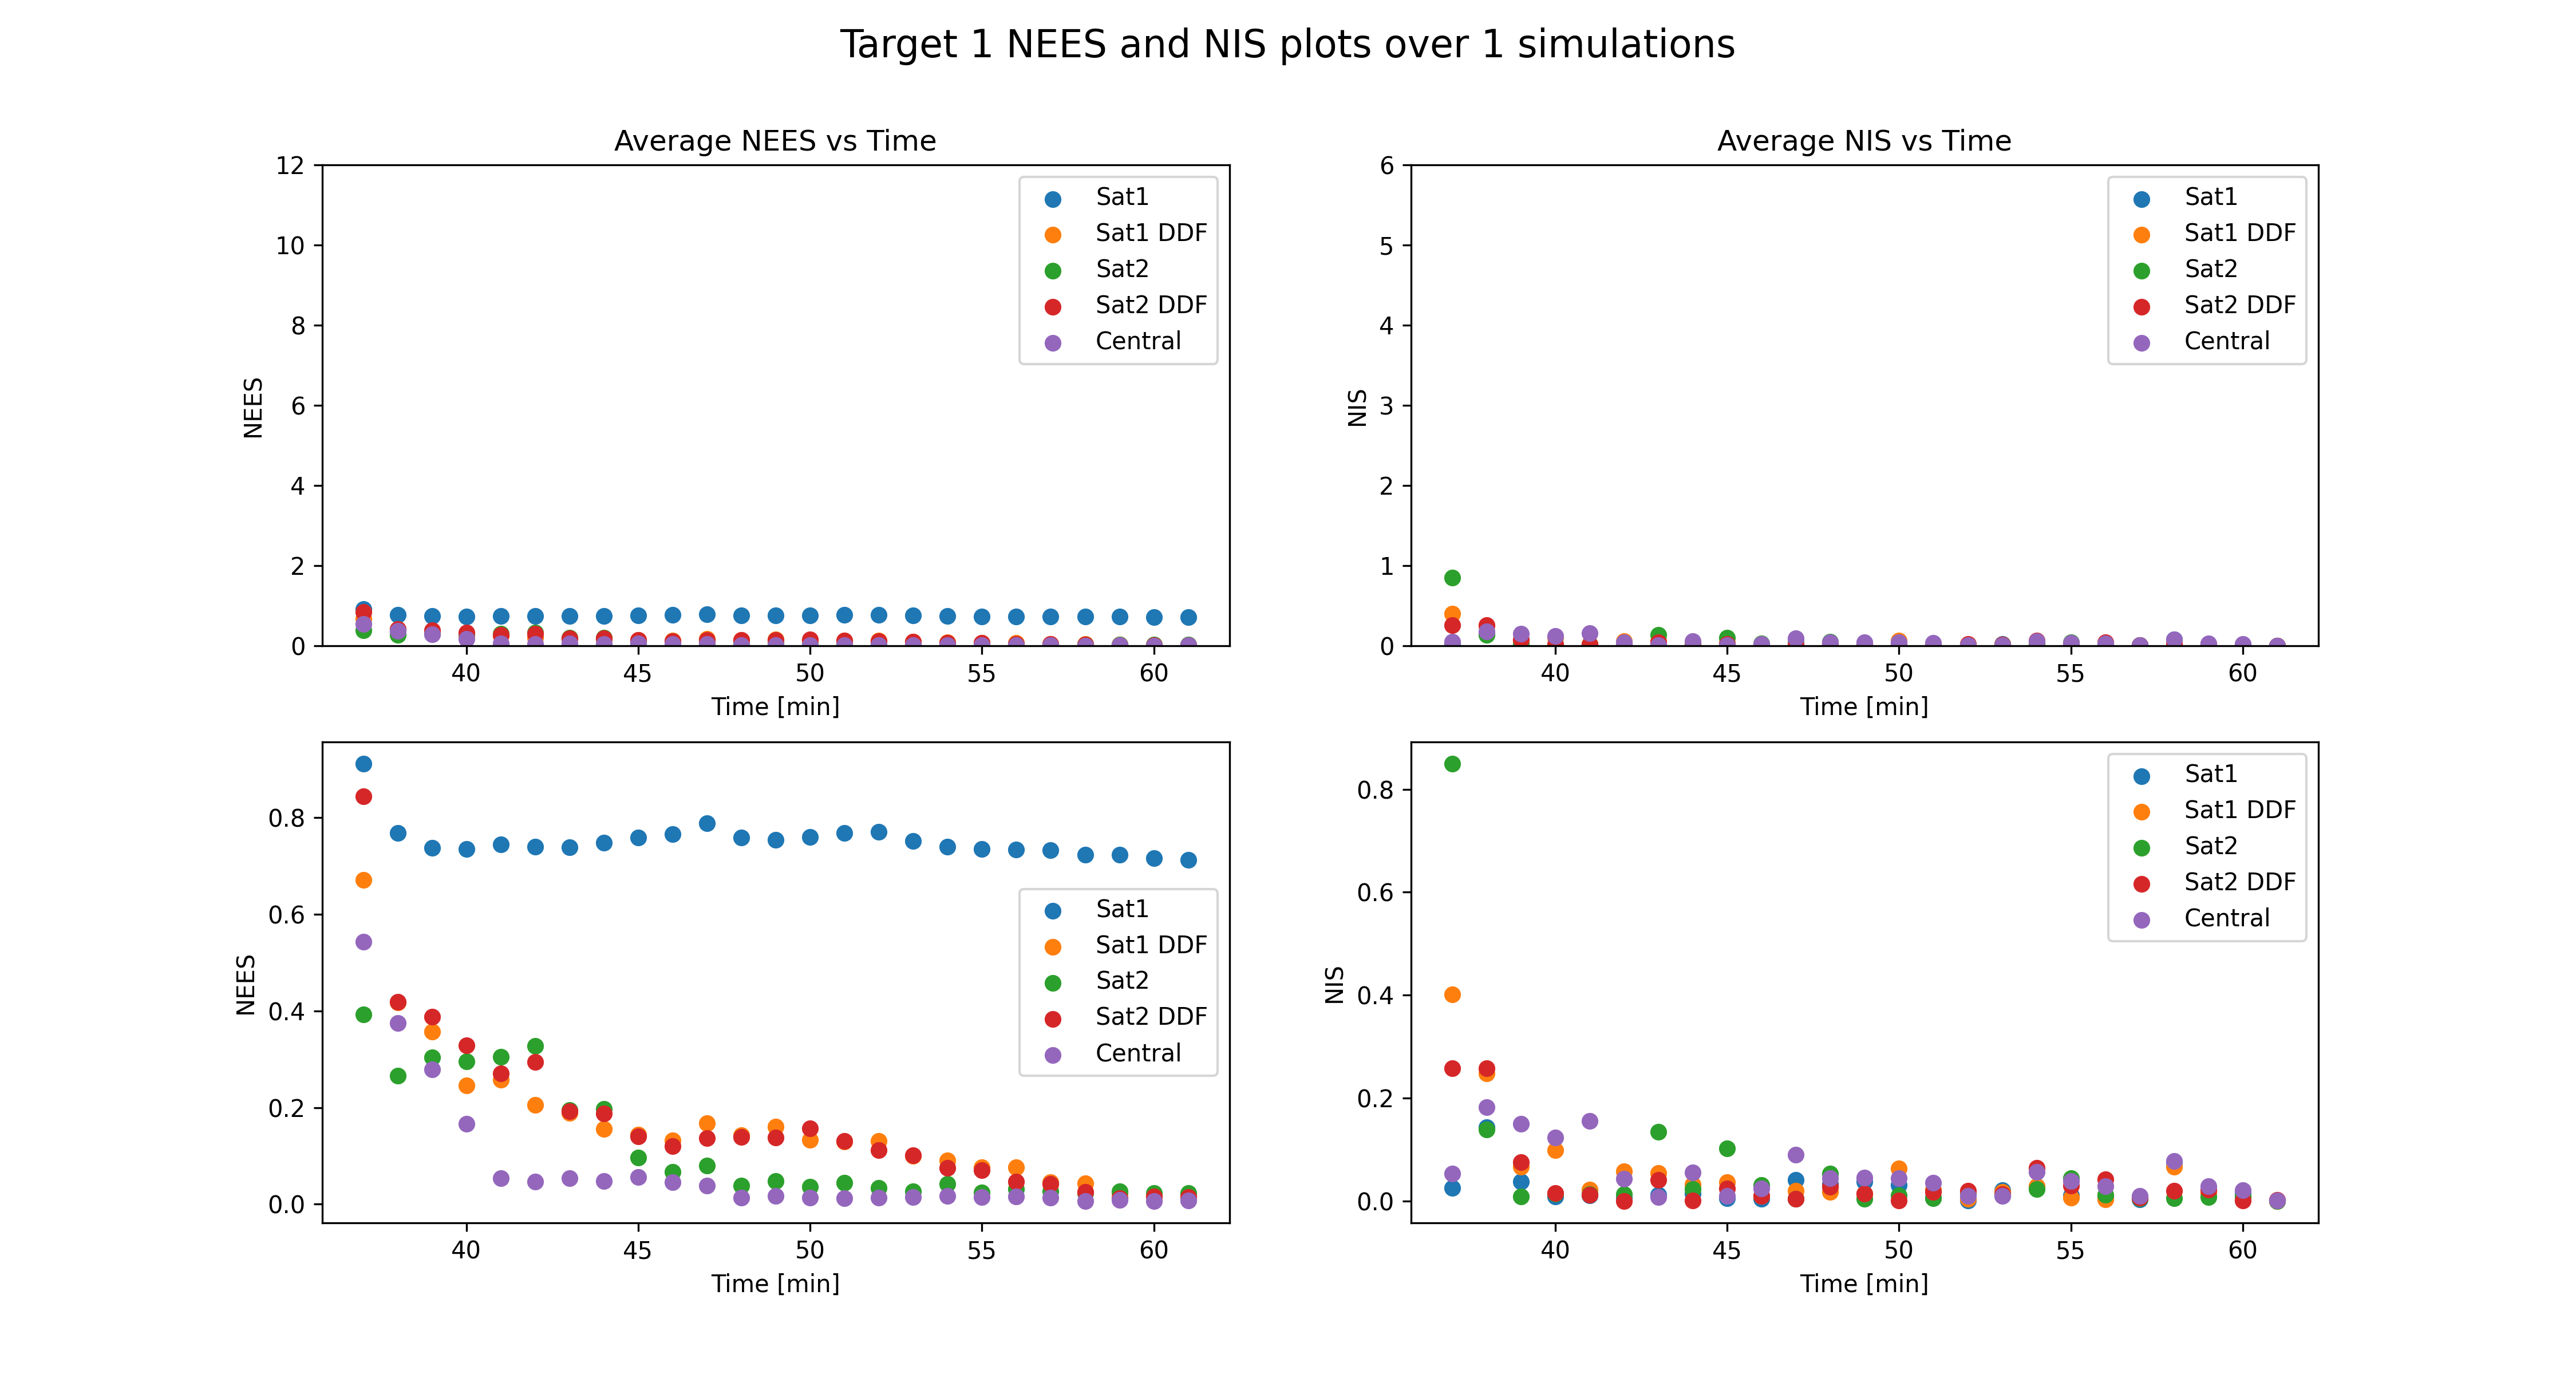 Target 1 NEES and NIS plots over 1 simulations
Average NEES vs Time
12
10
8
6
4
2
0
NEES
40
45
50
55
60
Time [min]
Sat1
Sat1 DDF
Sat2
Sat2 DDF
Central
Average NIS vs Time
6
5
4
3
2
1
0
NIS
40
45
50
55
60
Time [min]
Sat1
Sat1 DDF
Sat2
Sat2 DDF
Central
0.8
0.6
0.4
0.2
0.0
NEES
40
45
50
55
60
Time [min]
Sat1
Sat1 DDF
Sat2
Sat2 DDF
Central
0.8
0.6
0.4
0.2
0.0
NIS
40
45
50
55
60
Time [min]
Sat1
Sat1 DDF
Sat2
Sat2 DDF
Central